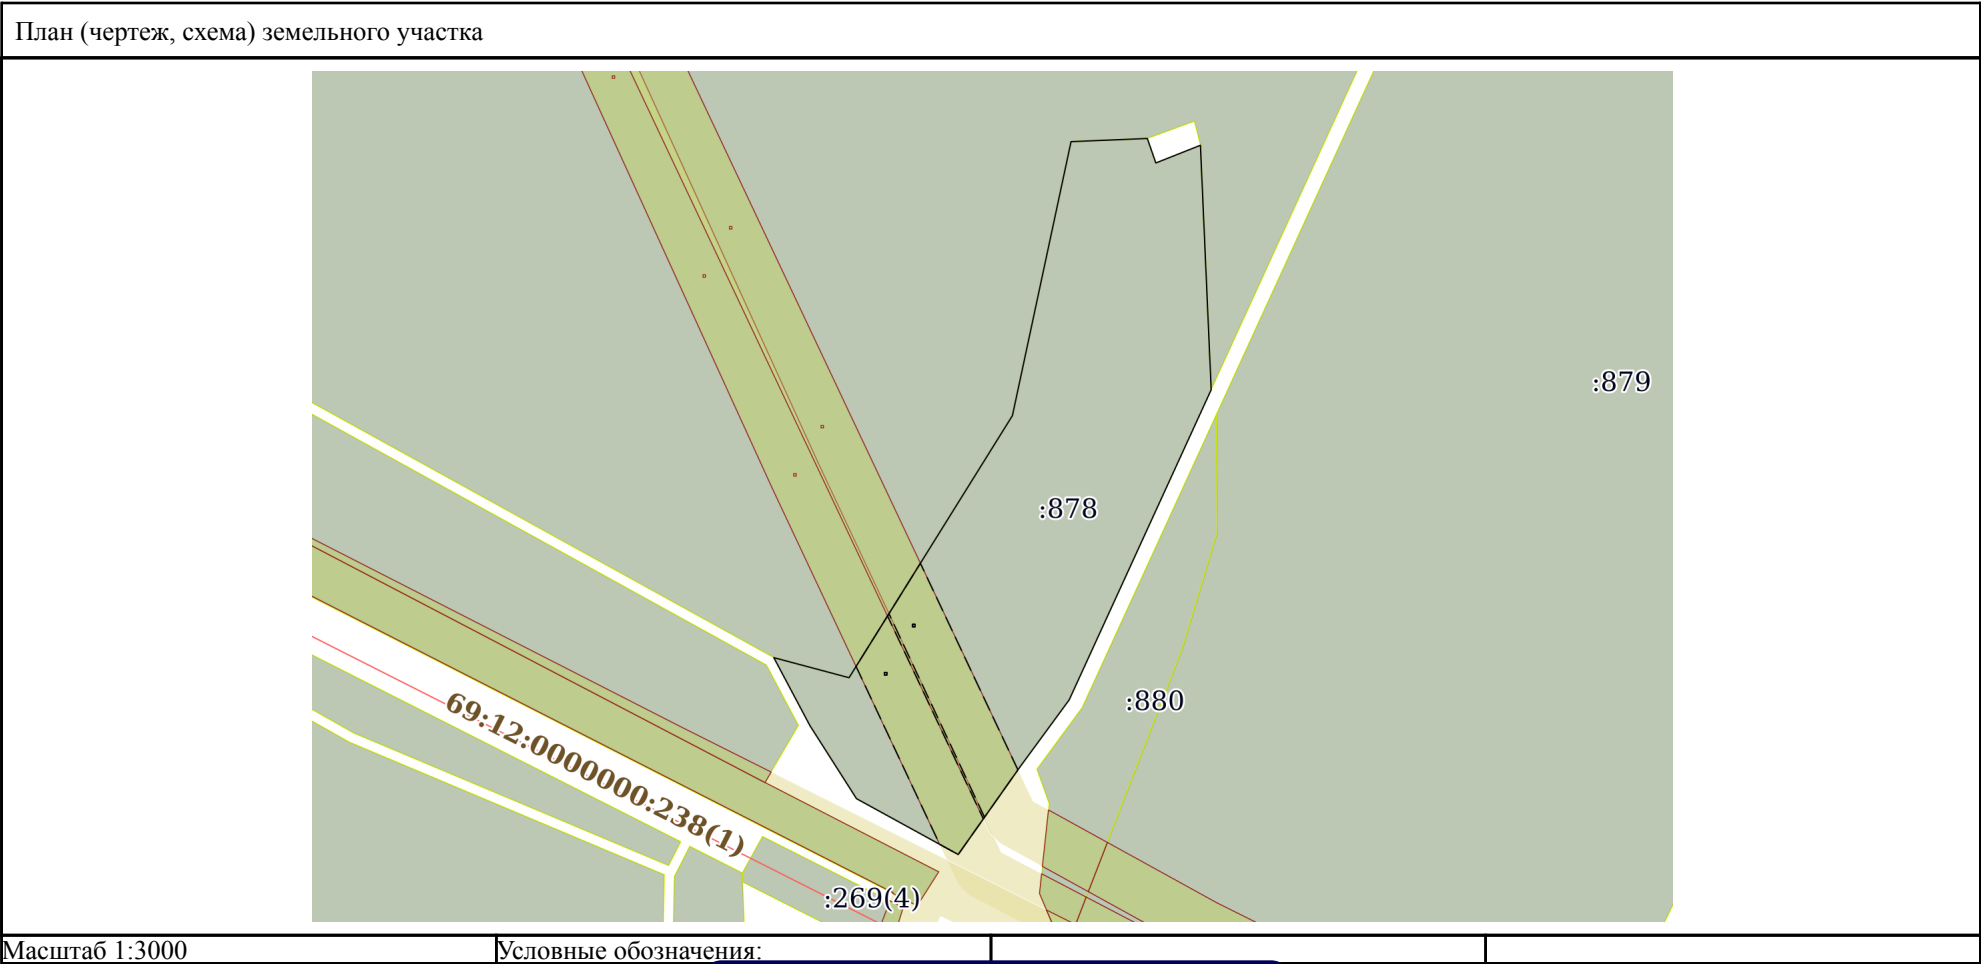 План (чертеж, схема) земельного участка
:879
:878
:880
69:12:0000000:238(1)
:269(4)
Масштаб 1:3000
Условные обозначения: